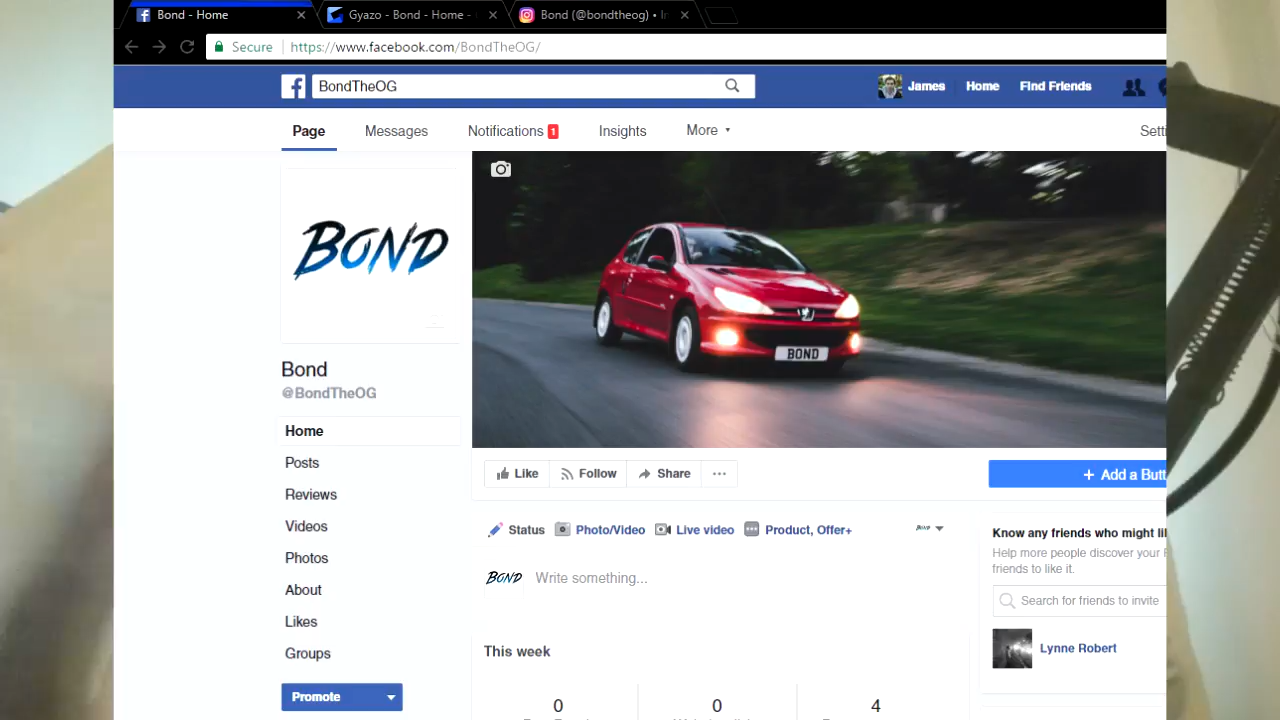 Bond - Home
Gyazo - Bond - Home -
Bond (@bondtheog) •
Secure
https://www.facebook.com/BondTheOG/
BondTheOG
James
Home
Find Friends
Page
Messages
Notifications 1
Insights
More
Setti
BOND
BOND
Bond
@BondTheOG
Home
Posts
Reviews
Videos
Photos
About
Likes
Groups
Promote
Like
Follow
Share
+ Add a Butt
Status
Photo/Video
Live video
Product, Offer+
BOND
BOND
Write something...
This week
0
0
4
Know any friends who might li
Help more people discover your
friends to like it.
Search for friends to invite
Lynne Robert